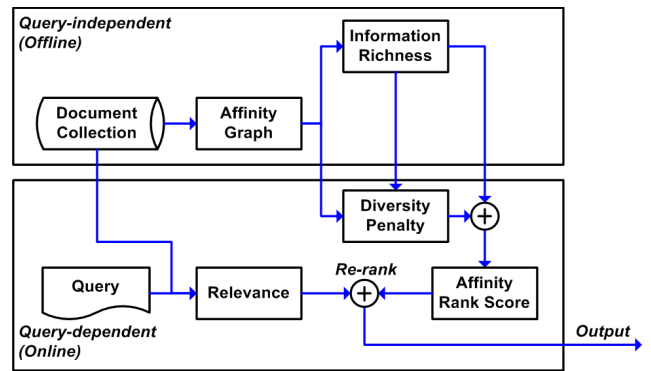 Query-independent
(Offline)
Information
Richness
Document
Collection
Affinity
Graph
Diversity
Penalty
+
Re-rank
Query
Relevance
+
Affinity
Rank Score
Query-dependent
(Online)
Output